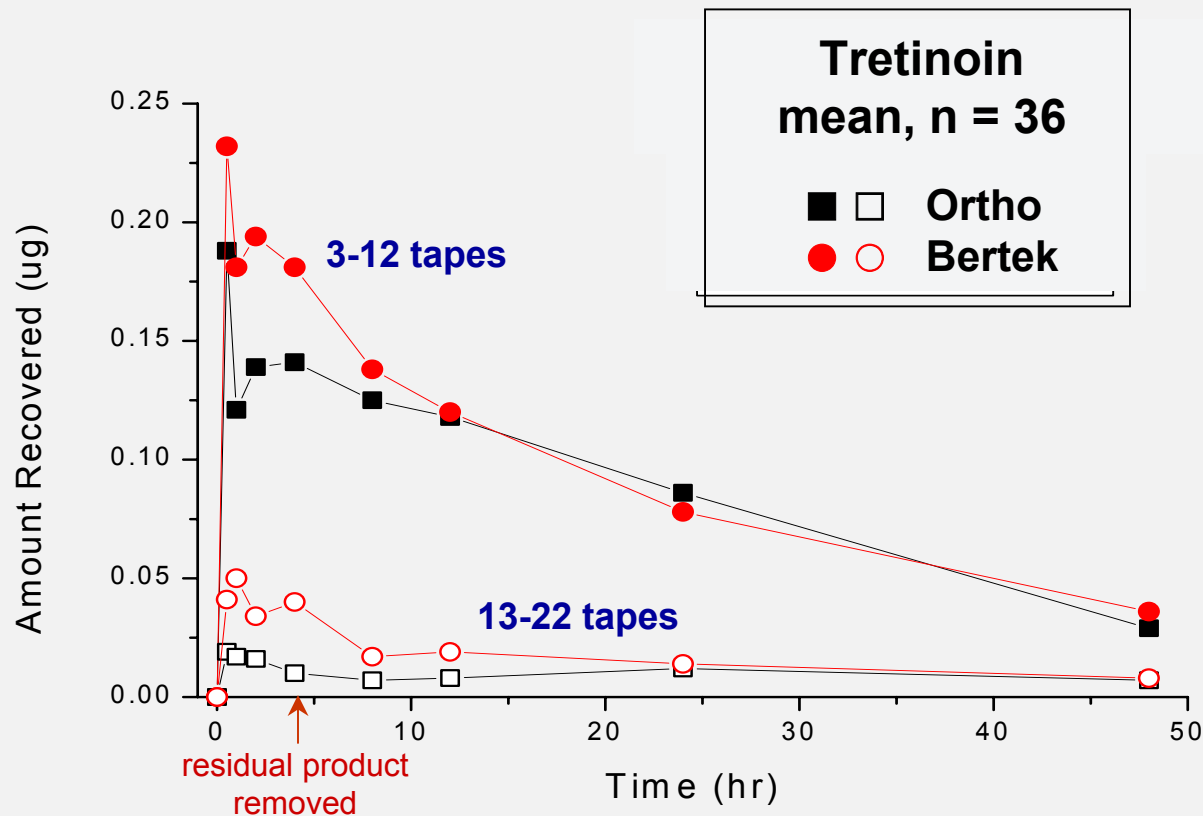 Tretinoin
mean, n = 36
Ortho
Bertek
0.25
0.20
0.15
0.10
0.05
0.00
Amount Recovered (ug)
3-12 tapes
13-22 tapes
0
10
20
30
40
50
residual product
removed
Time (hr)